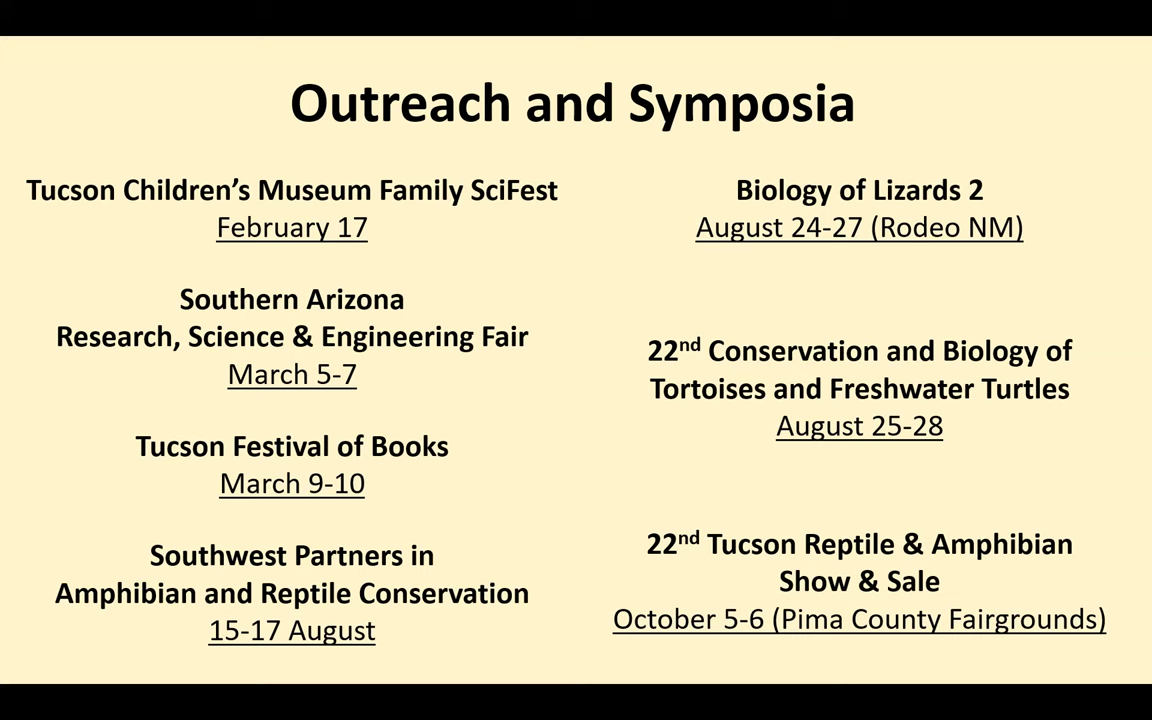 Outreach and Symposia
Tucson Children’s Museum Family SciFest
February 17
Southern Arizona
Research, Science & Engineering Fair
March 5-7
Tucson Festival of Books
March 9-10
Southwest Partners in
Amphibian and Reptile Conservation
15-17 August
Biology of Lizards 2
August 24-27 (Rodeo NM)
22nd Conservation and Biology of
Tortoises and Freshwater Turtles
August 25-28
22nd Tucson Reptile & Amphibian
Show & Sale
October 5-6 (Pima County Fairgrounds)